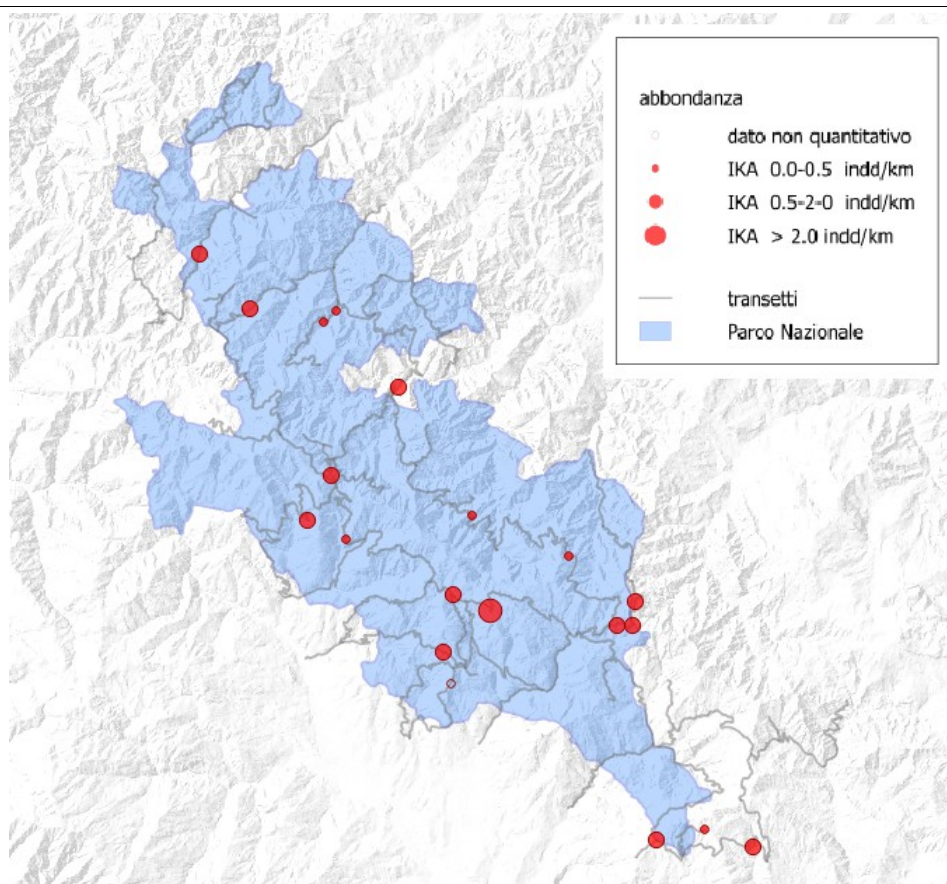 abbondanza
dato non quantitativo
IKA 0.0-0.5 indd/km
IKA 0.5-2-0 indd/km
IKA > 2.0 indd/km
transetti
Parco Nazionale